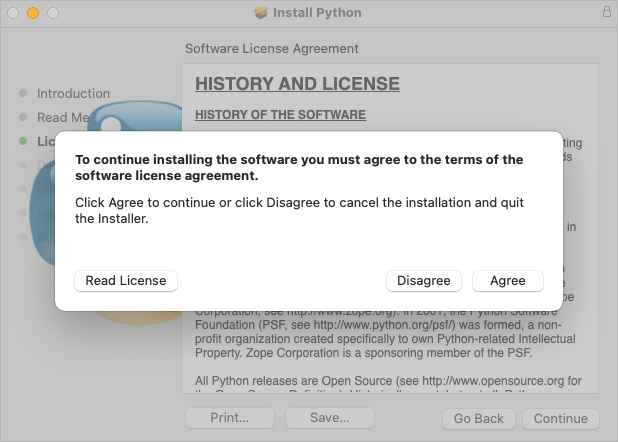 Install Python
Software License Agreement
Introduction
Read Me
HISTORY AND LICENSE
HISTORY OF THE SOFTWARE
To continue installing the software you must agree to the terms of the
software license agreement.
Click Agree to continue or click Disagree to cancel the installation and quit
the Installer.
Read License
Disagree
Agree
in
Corporation, see http://www.zope.org). In 2001, the Python Software
Foundation (PSF, see http://www.python.org/psf/) was formed, a non-
profit organization created specifically to own Python-related Intellectual
Property. Zope Corporation is a sponsoring member of the PSF.
All Python releases are Open Source (see http://www.opensource.org for
Print...
Save...
Go Back
Continue